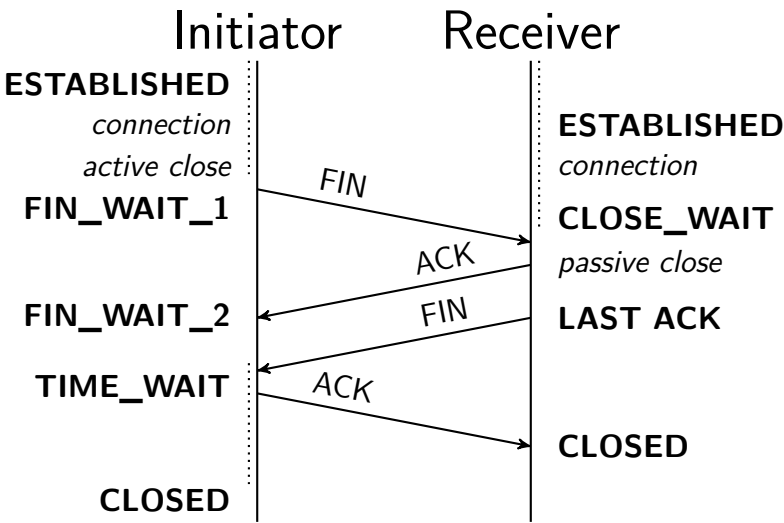 Initiator
Receiver
ESTABLISHED
connection
active close
FIN_WAIT_1
FIN
ESTABLISHED
connection
CLOSE_WAIT
passive close
ACK
FIN_WAIT_2
FIN
LAST ACK
TIME_WAIT
ACK
CLOSED
CLOSED